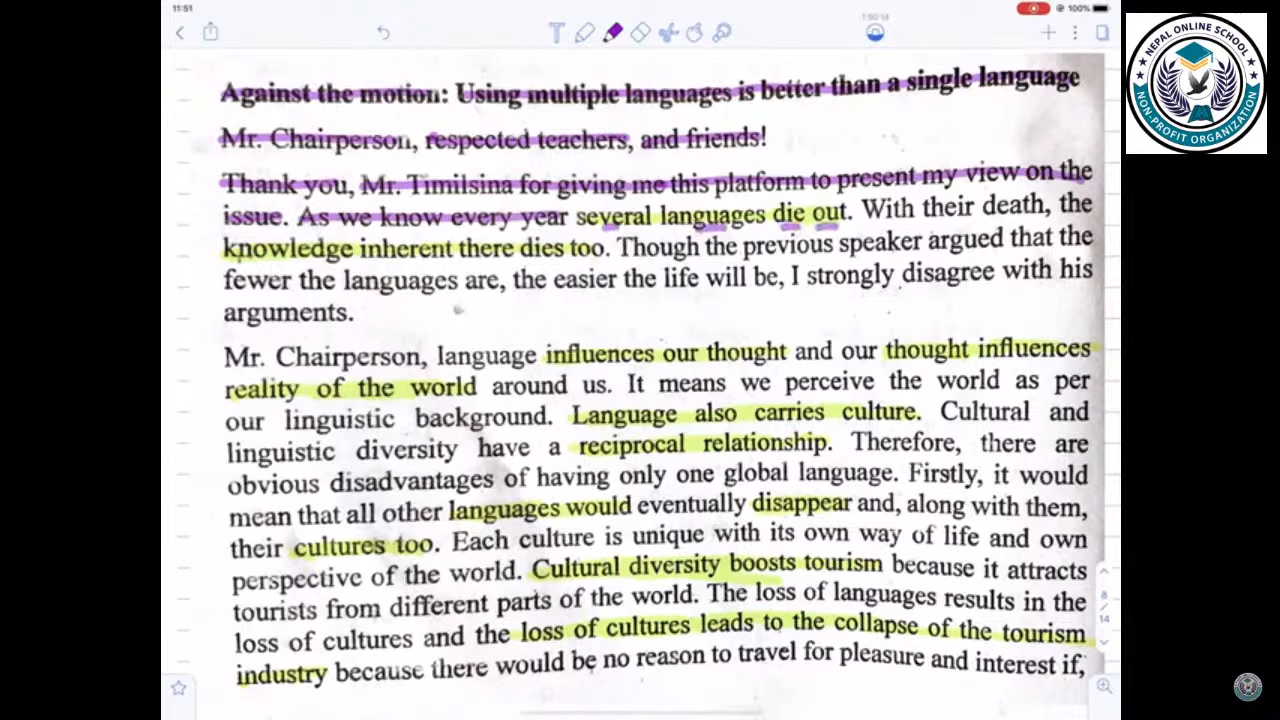 11:51
100%
1:50:13
NEPAL ONLINE SCHOOL
NON-PROFIT ORGANIZATION
Against the motion: Using multiple languages is better than a single language
Mr. Chairperson, respected teachers, and friends!
Thank you, Mr. Timilsina for giving me this platform to present my view on the
issue. As we know every year several languages die out. With their death, the
knowledge inherent there dies too. Though the previous speaker argued that the
fewer the languages are, the easier the life will be, I strongly disagree with his
arguments.
Mr. Chairperson, language influences our thought and our thought influences
reality of the world around us. It means we perceive the world as per
our linguistic background. Language also carries culture. Cultural and
linguistic diversity have a reciprocal relationship. Therefore, there are
obvious disadvantages of having only one global language. Firstly, it would
mean that all other languages would eventually disappear and, along with them,
their cultures too. Each culture is unique with its own way of life and own
perspective of the world. Cultural diversity boosts tourism because it attracts
tourists from different parts of the world. The loss of languages results in the
loss of cultures and the loss of cultures leads to the collapse of the tourism
industry because there would be no reason to travel for pleasure and interest if,
8
/
14